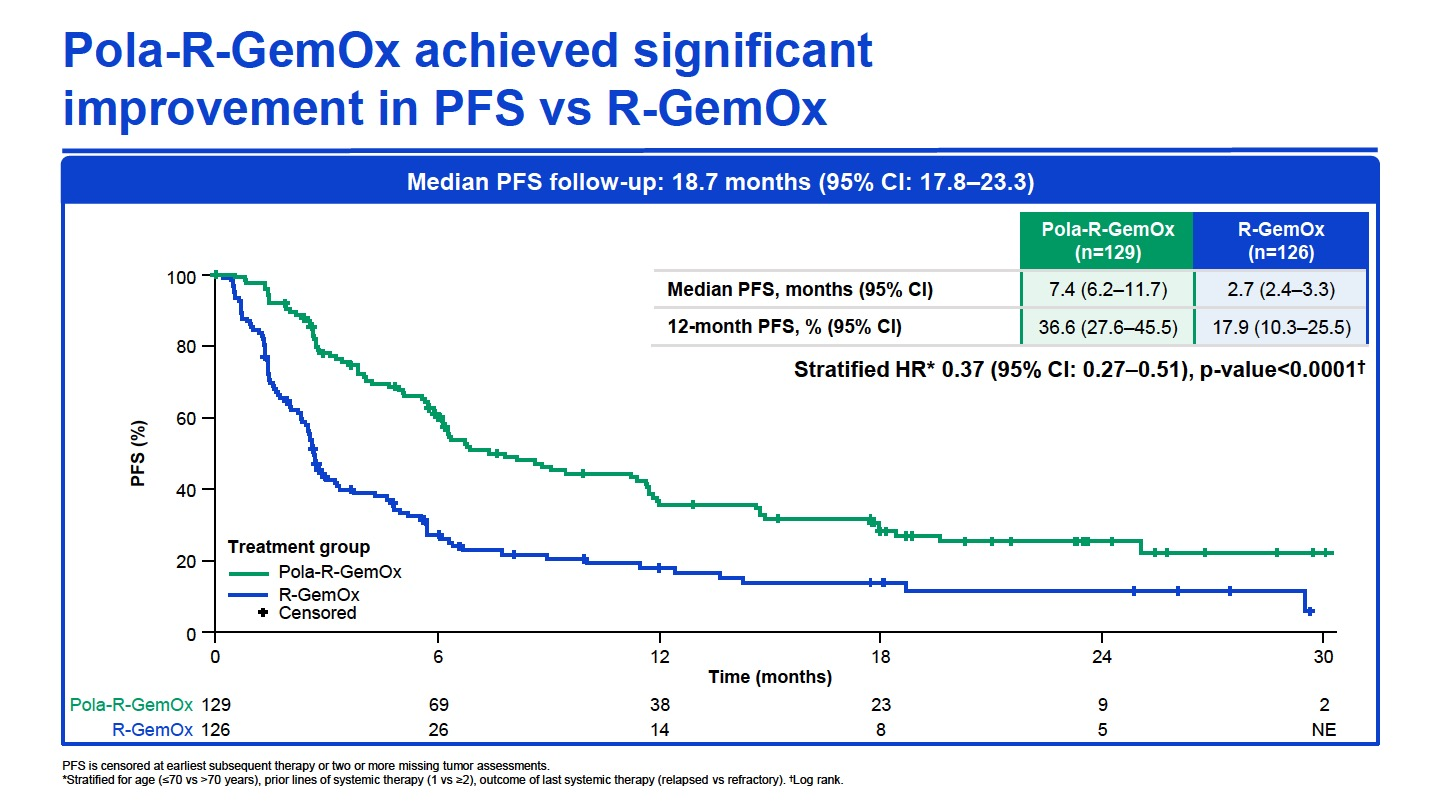 Pola-R-GemOx achieved significant
improvement in PFS vs R-GemOx
Median PFS follow-up: 18.7 months (95% CI: 17.8–23.3)
Pola-R-GemOx
(n=129)
R-GemOx
(n=126)
Median PFS, months (95% CI) 7.4 (6.2–11.7) 2.7 (2.4–3.3)
12-month PFS, % (95% CI) 36.6 (27.6–45.5) 17.9 (10.3–25.5)
Stratified HR* 0.37 (95% CI: 0.27–0.51), p-value<0.0001†
PFS (%)
100
80
60
40
20
0
Treatment group
Pola-R-GemOx
R-GemOx
Censored
0 6 12 18 24 30
Time (months)
Pola-R-GemOx 129 69 38 23 9 2
R-GemOx 126 26 14 8 5 NE
PFS is censored at earliest subsequent therapy or two or more missing tumor assessments.
*Stratified for age (≤70 vs >70 years), prior lines of systemic therapy (1 vs ≥2), outcome of last systemic therapy (relapsed vs refractory). †Log rank.